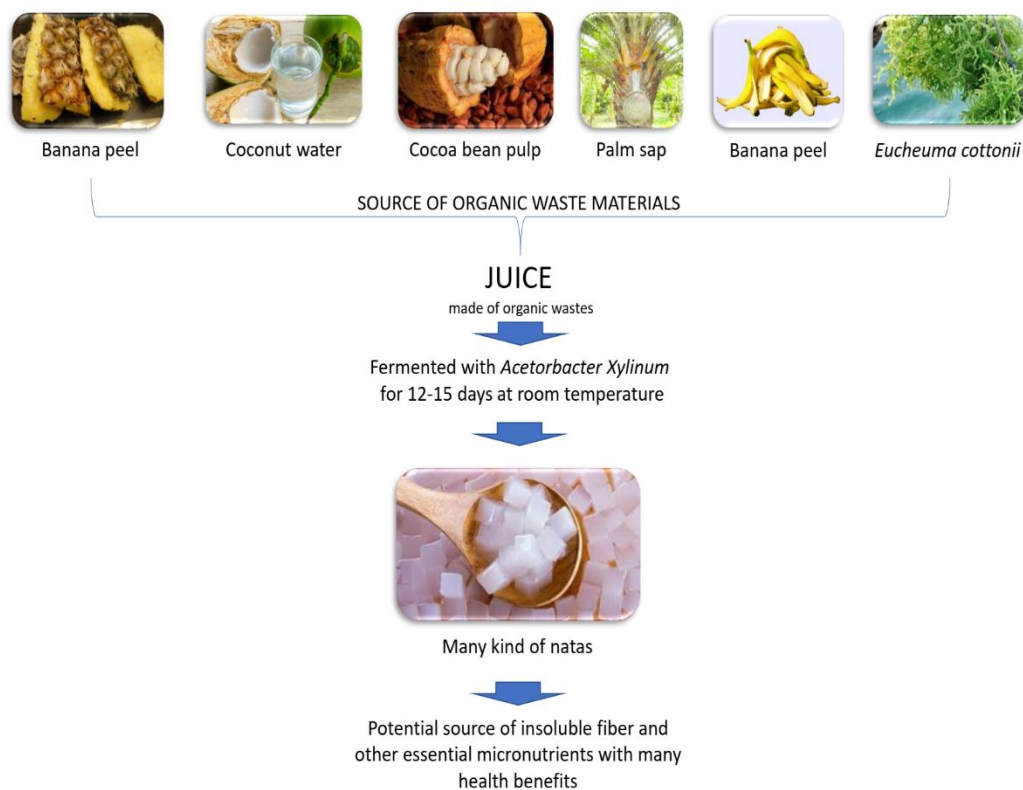 Banana peel
Coconut water
Cocoa bean pulp
Palm sap
Banana peel
Eucheuma cottonii
SOURCE OF ORGANIC WASTE MATERIALS
JUICE
made of organic wastes
Fermented with Acetorbacter Xylinum
for 12-15 days at room temperature
Many kind of natas
Potential source of insoluble fiber and
other essential micronutrients with many
health benefits